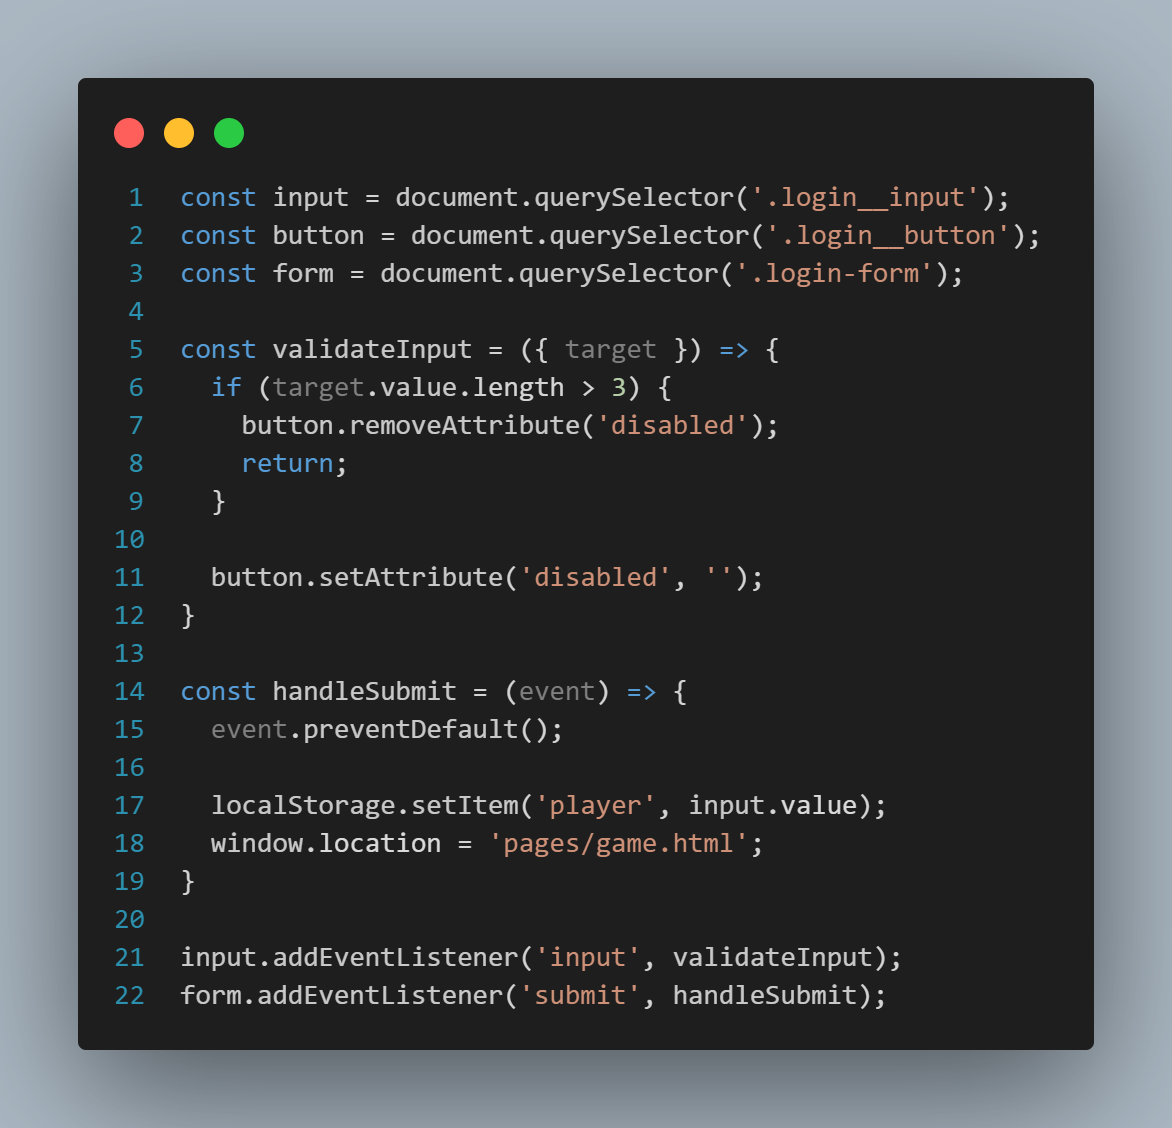 1 const input = document.querySelector('.login__input');
2 const button = document.querySelector('.login__button');
3 const form = document.querySelector('.login-form');
4
5 const validateInput = ({ target }) => {
6   if (target.value.length > 3) {
7     button.removeAttribute('disabled');
8     return;
9   }
10
11   button.setAttribute('disabled', '');
12 }
13
14 const handleSubmit = (event) => {
15   event.preventDefault();
16
17   localStorage.setItem('player', input.value);
18   window.location = 'pages/game.html';
19 }
20
21 input.addEventListener('input', validateInput);
22 form.addEventListener('submit', handleSubmit);